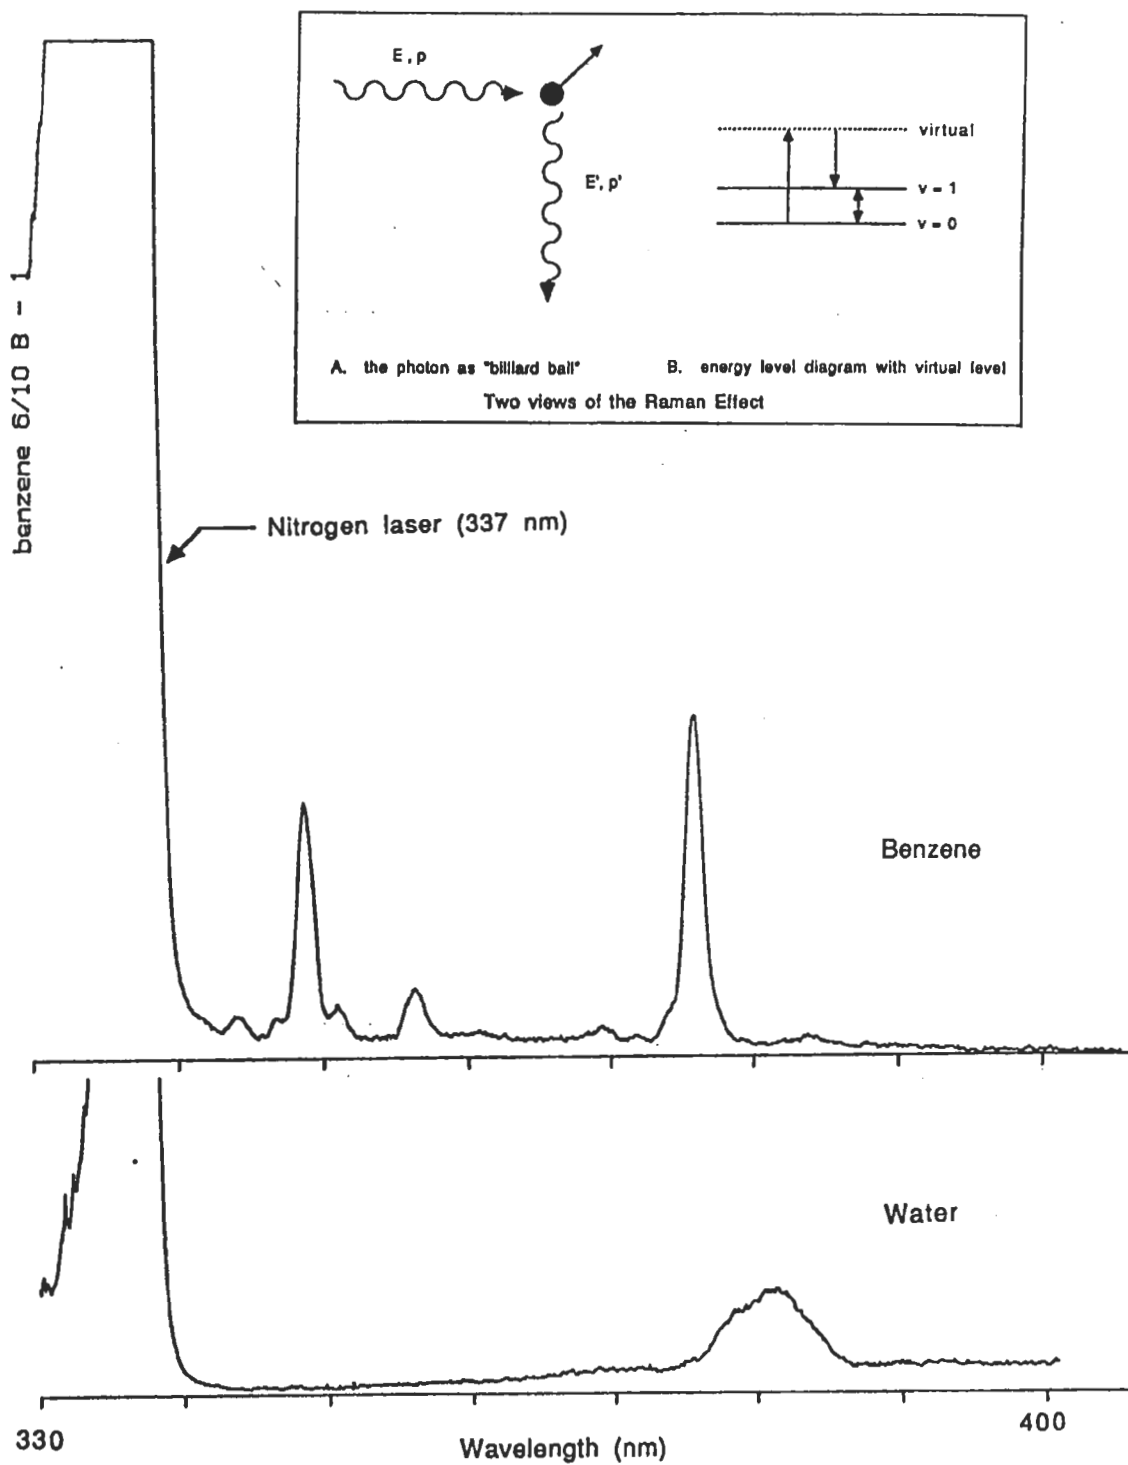 E, p
E', p'
virtual
v = 1
v = 0
A. the photon as "billiard ball"
B. energy level diagram with virtual level
Two views of the Raman Effect
benzene 6/10 B - 1
Nitrogen laser (337 nm)
Benzene
Water
330
400
Wavelength (nm)